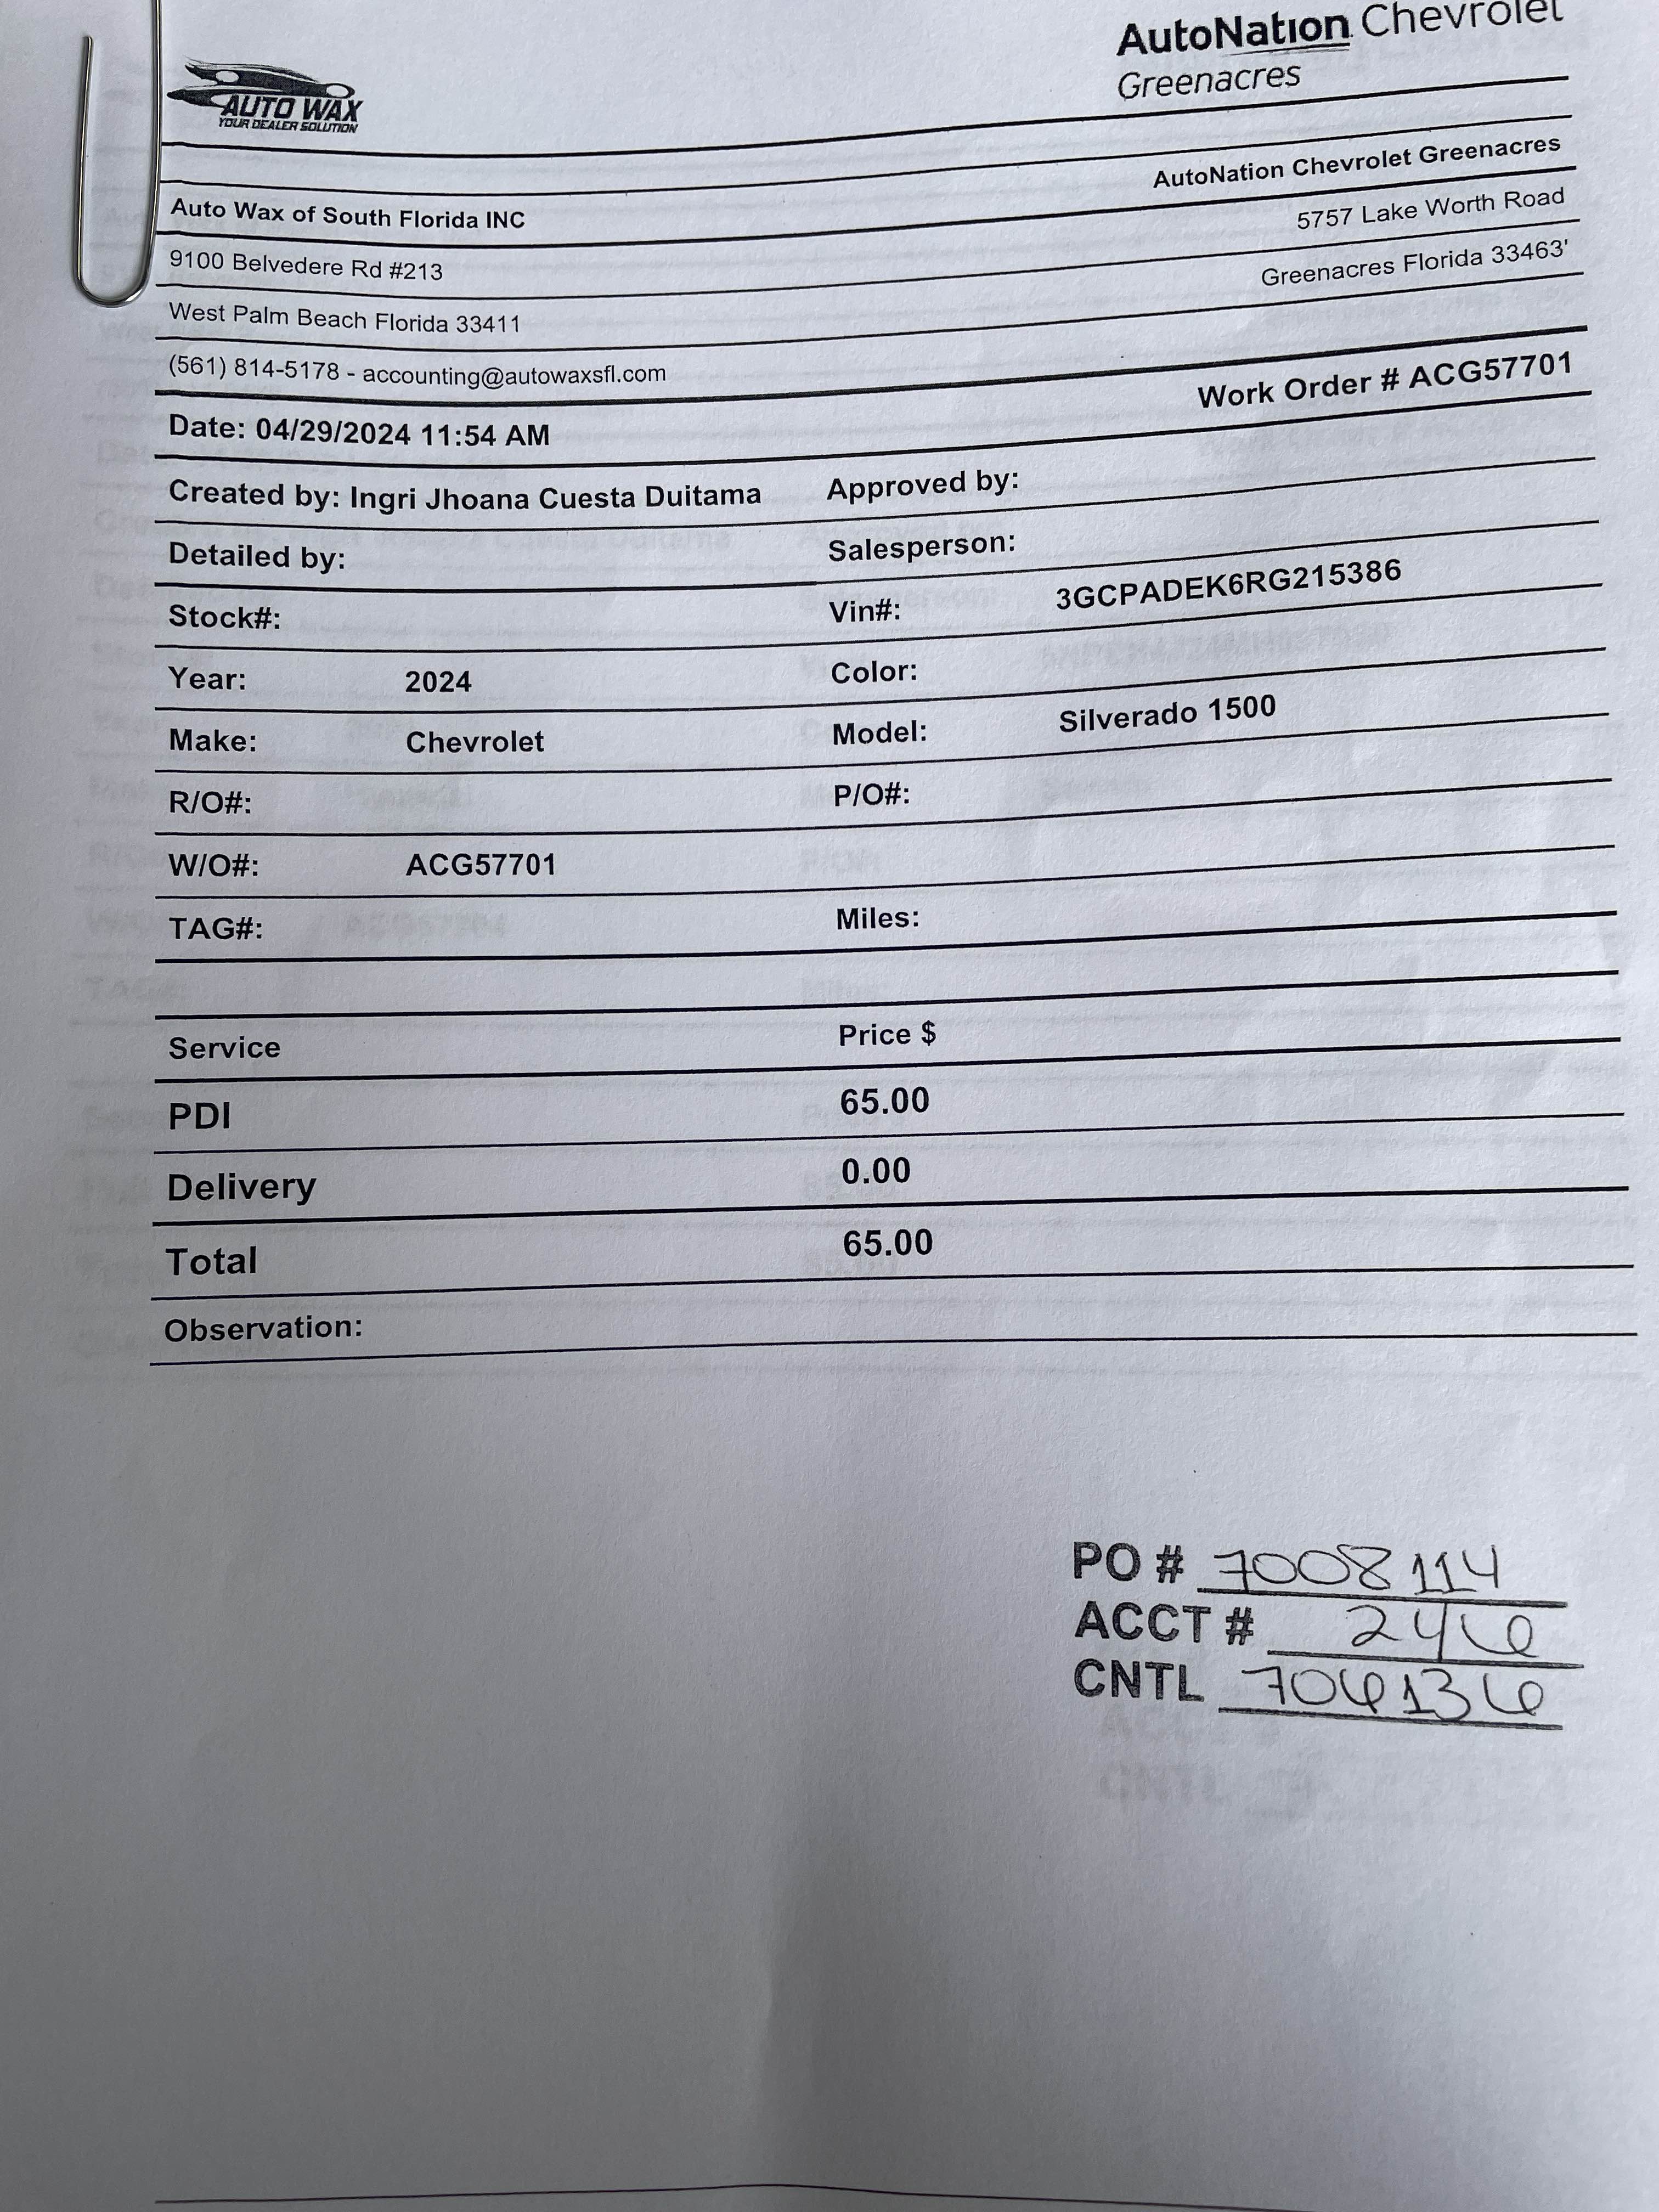 AutoNation Chevrolet
Greenacres
AUTO WAX
YOUR DEALER SOLUTION
AutoNation Chevrolet Greenacres
Auto Wax of South Florida INC
5757 Lake Worth Road
9100 Belvedere Rd #213
Greenacres Florida 33463'
West Palm Beach Florida 33411
(561) 814-5178 - accounting@autowaxsfl.com
Work Order # ACG57701
Date: 04/29/2024 11:54 AM
Created by: Ingri Jhoana Cuesta Duitama Approved by:
Detailed by: Salesperson:
Stock#: Vin#: 3GCPADEK6RG215386
Year: 2024 Color:
Make: Chevrolet Model: Silverado 1500
R/O#: P/O#:
W/O#: ACG57701
TAG#: Miles:
Service Price $
PDI 65.00
Delivery 0.00
Total 65.00
Observation:
PO # 7008114
ACCT # 246
CNTL 706136